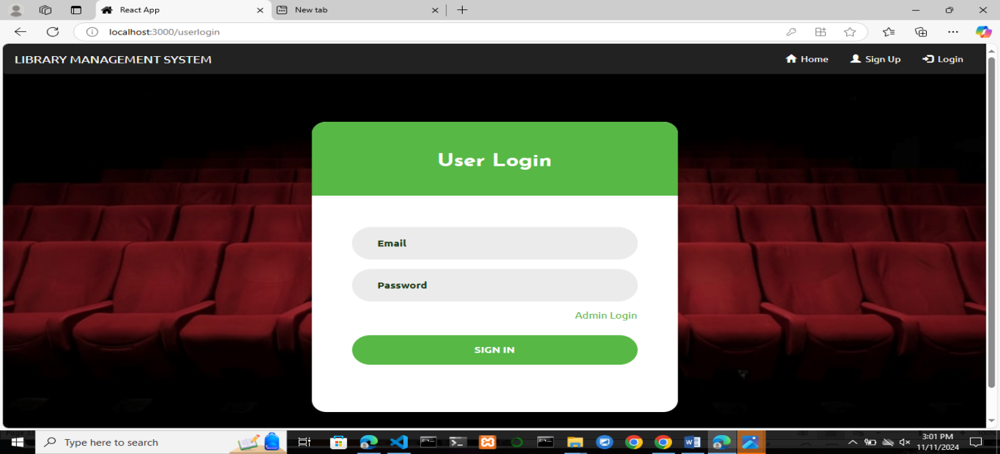 React App
New tab
localhost:3000/userlogin
LIBRARY MANAGEMENT SYSTEM
Home
Sign Up
Login
User Login
Email
Password
Admin Login
SIGN IN
Type here to search
3:01 PM
11/11/2024